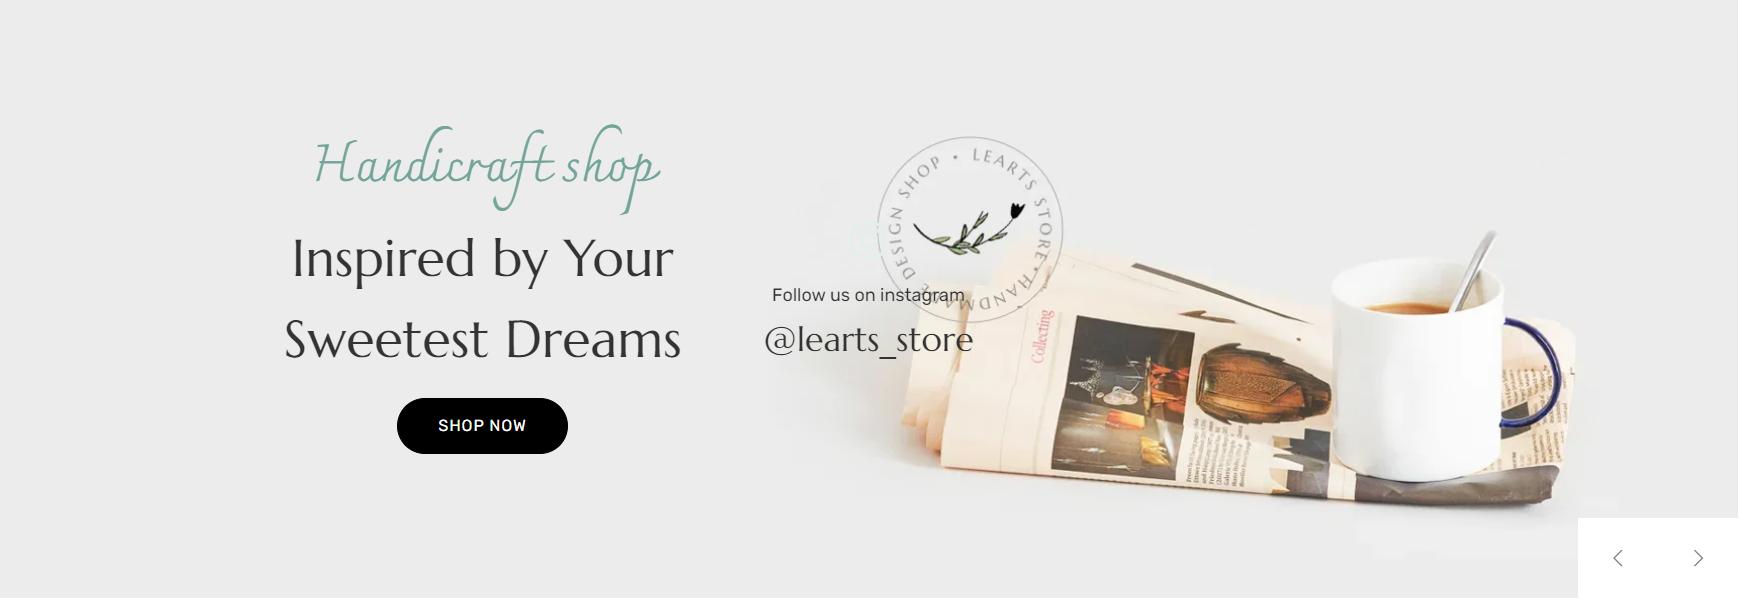 Handicraft shop
Inspired by Your
Sweetest Dreams
SHOP NOW
LEARTS STORE • HANDMADE DESIGN SHOP •
Follow us on instagram
@learts_store
Collecting